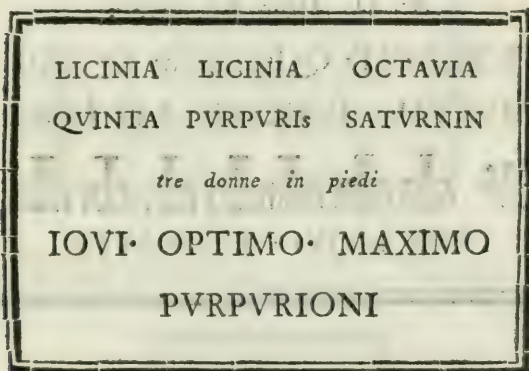 LICINIA LICINIA OCTAVIA
QVINTA PVRPVRIs SATVRNIN
tre donne in piedi
IOVI· OPTIMO· MAXIMO
PVRPVRIONI